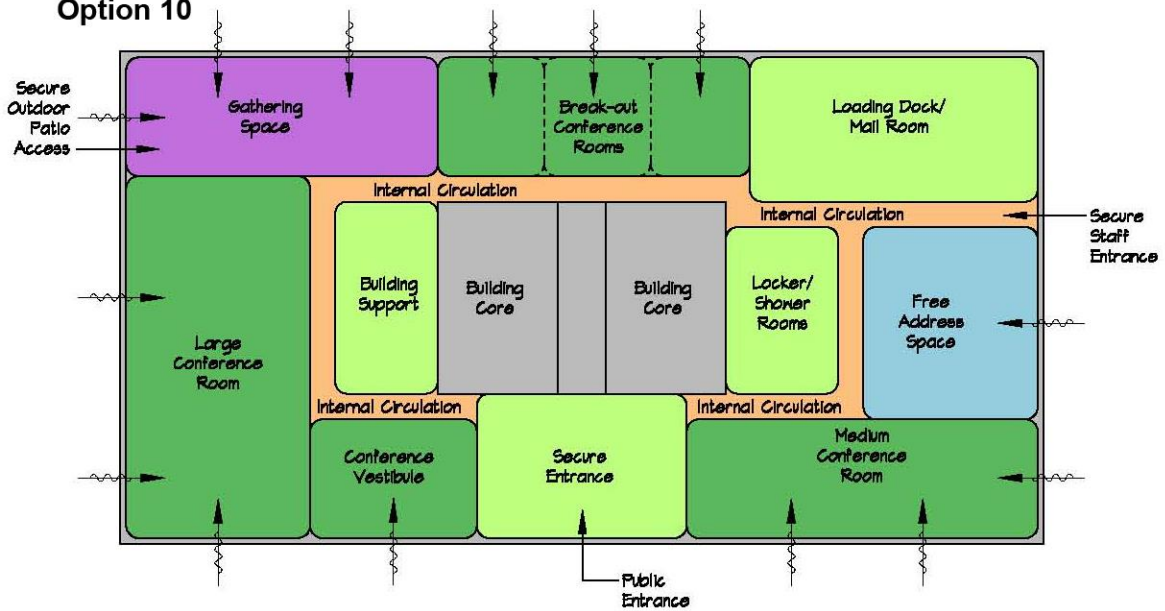 Option 10
Secure
Outdoor
Patio
Access
Gathering
Space
Break-out
Conference
Rooms
Loading Dock/
Mail Room
Internal Circulation
Internal Circulation
Secure
Staff
Entrance
Building
Support
Building
Core
Building
Core
Locker/
Shower
Rooms
Free
Address
Space
Large
Conference
Room
Internal Circulation
Internal Circulation
Conference
Vestibule
Secure
Entrance
Medium
Conference
Room
Public
Entrance